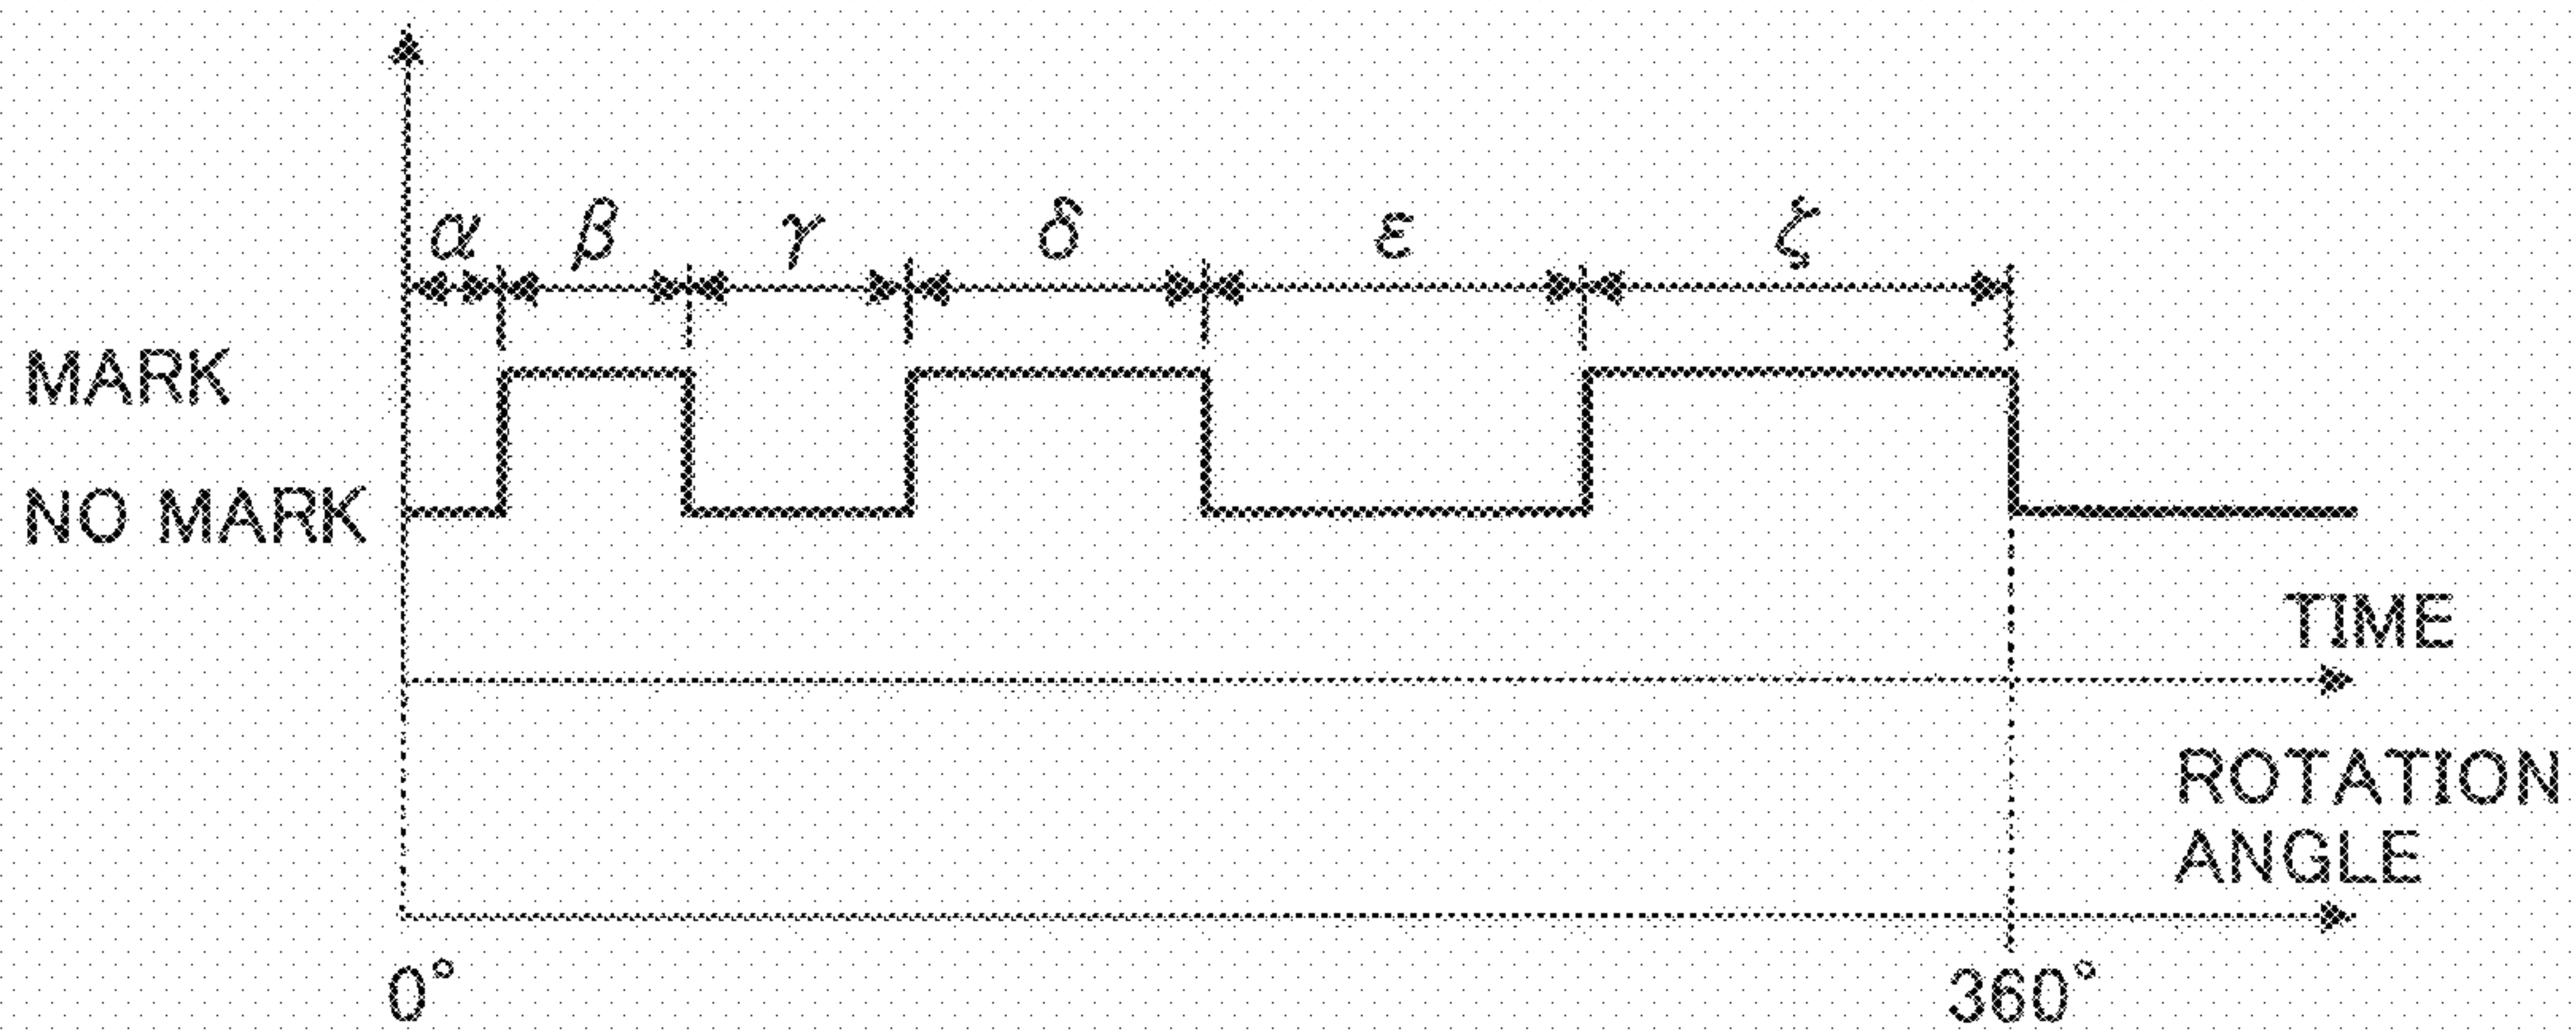 α β γ δ ε ζ
MARK
NO MARK
TIME
ROTATION
ANGLE
0° 360°